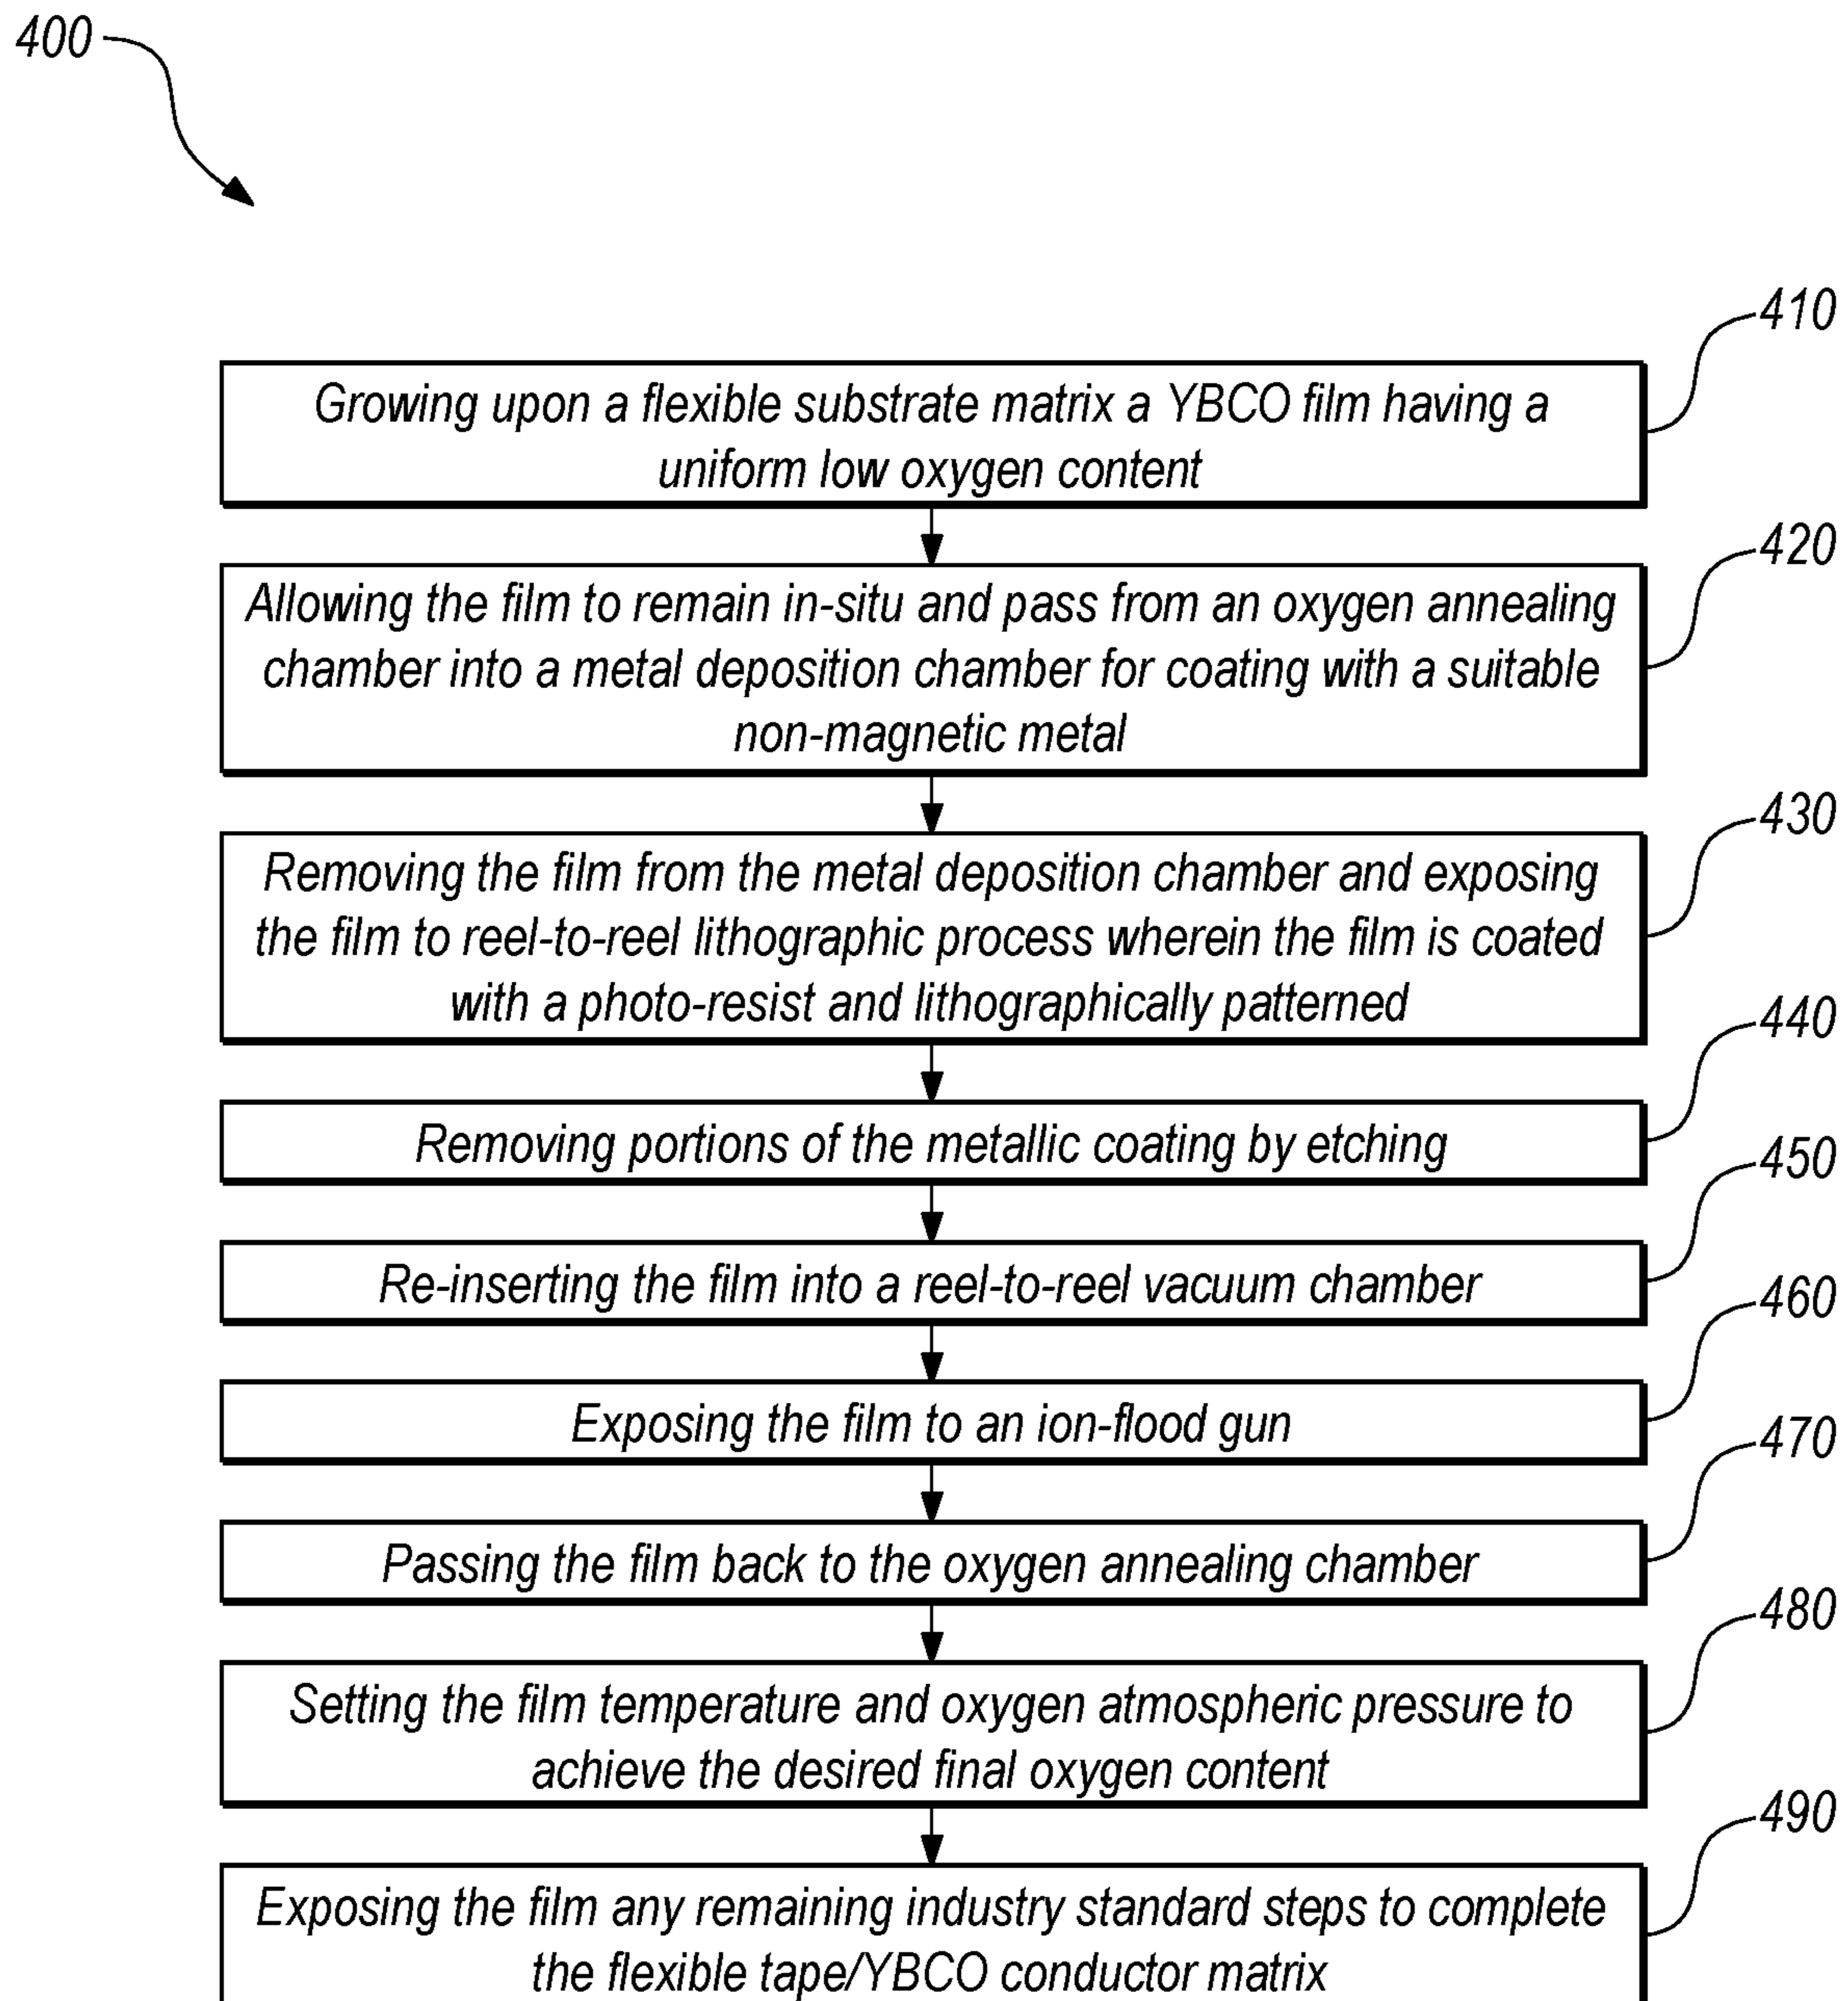 400
410
Growing upon a flexible substrate matrix a YBCO film having a
uniform low oxygen content
420
Allowing the film to remain in-situ and pass from an oxygen annealing
chamber into a metal deposition chamber for coating with a suitable
non-magnetic metal
430
Removing the film from the metal deposition chamber and exposing
the film to reel-to-reel lithographic process wherein the film is coated
with a photo-resist and lithographically patterned
440
Removing portions of the metallic coating by etching
450
Re-inserting the film into a reel-to-reel vacuum chamber
460
Exposing the film to an ion-flood gun
470
Passing the film back to the oxygen annealing chamber
480
Setting the film temperature and oxygen atmospheric pressure to
achieve the desired final oxygen content
490
Exposing the film any remaining industry standard steps to complete
the flexible tape/YBCO conductor matrix